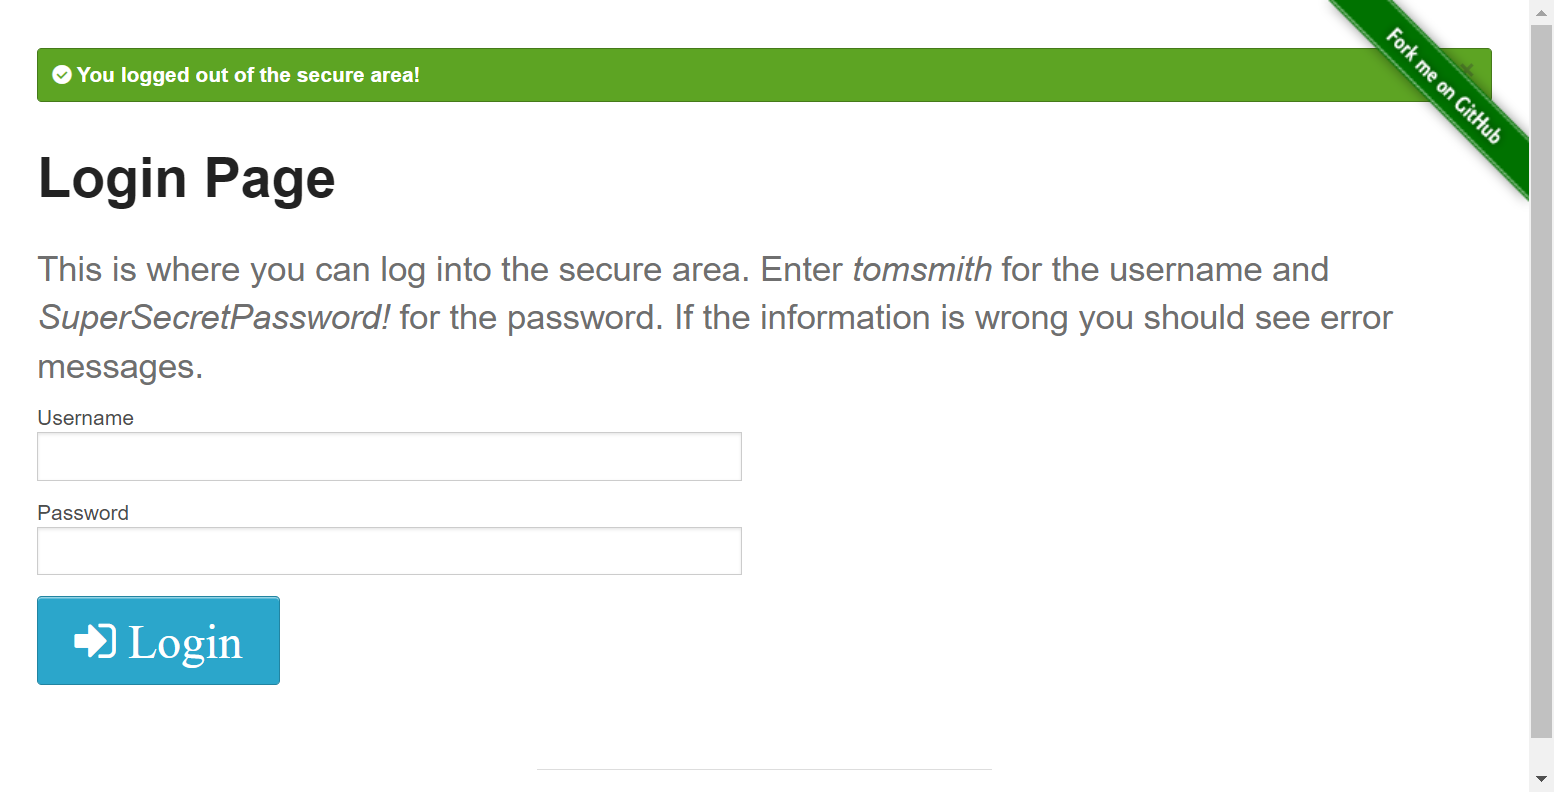 You logged out of the secure area!
Fork me on GitHub
Login Page
This is where you can log into the secure area. Enter tomsmith for the username and
SuperSecretPassword! for the password. If the information is wrong you should see error
messages.
Username
Password
Login